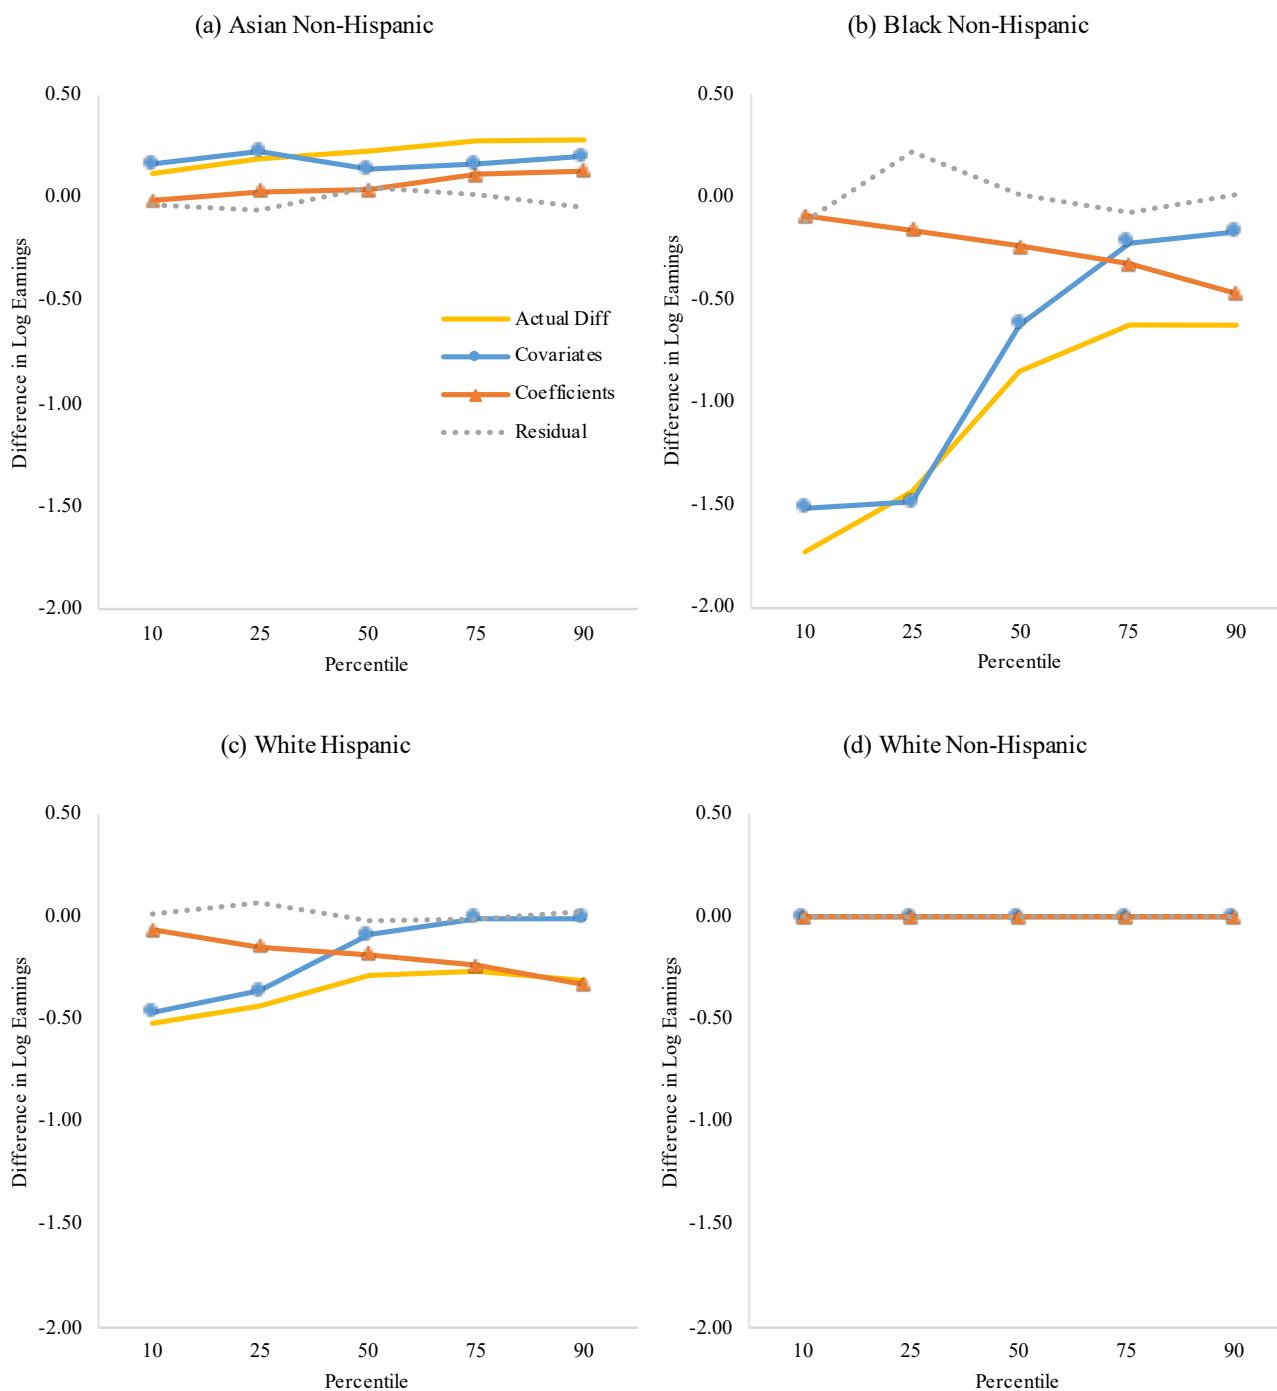 (a) Asian Non-Hispanic
0.50
0.00
-0.50
-1.00
-1.50
-2.00
Difference in Log Earnings
Actual Diff
Covariates
Coefficients
Residual
10 25 50 75 90
Percentile
(b) Black Non-Hispanic
0.50
0.00
-0.50
-1.00
-1.50
-2.00
Difference in Log Earnings
10 25 50 75 90
Percentile
(c) White Hispanic
0.50
0.00
-0.50
-1.00
-1.50
-2.00
Difference in Log Earnings
10 25 50 75 90
Percentile
(d) White Non-Hispanic
0.50
0.00
-0.50
-1.00
-1.50
-2.00
Difference in Log Earnings
10 25 50 75 90
Percentile